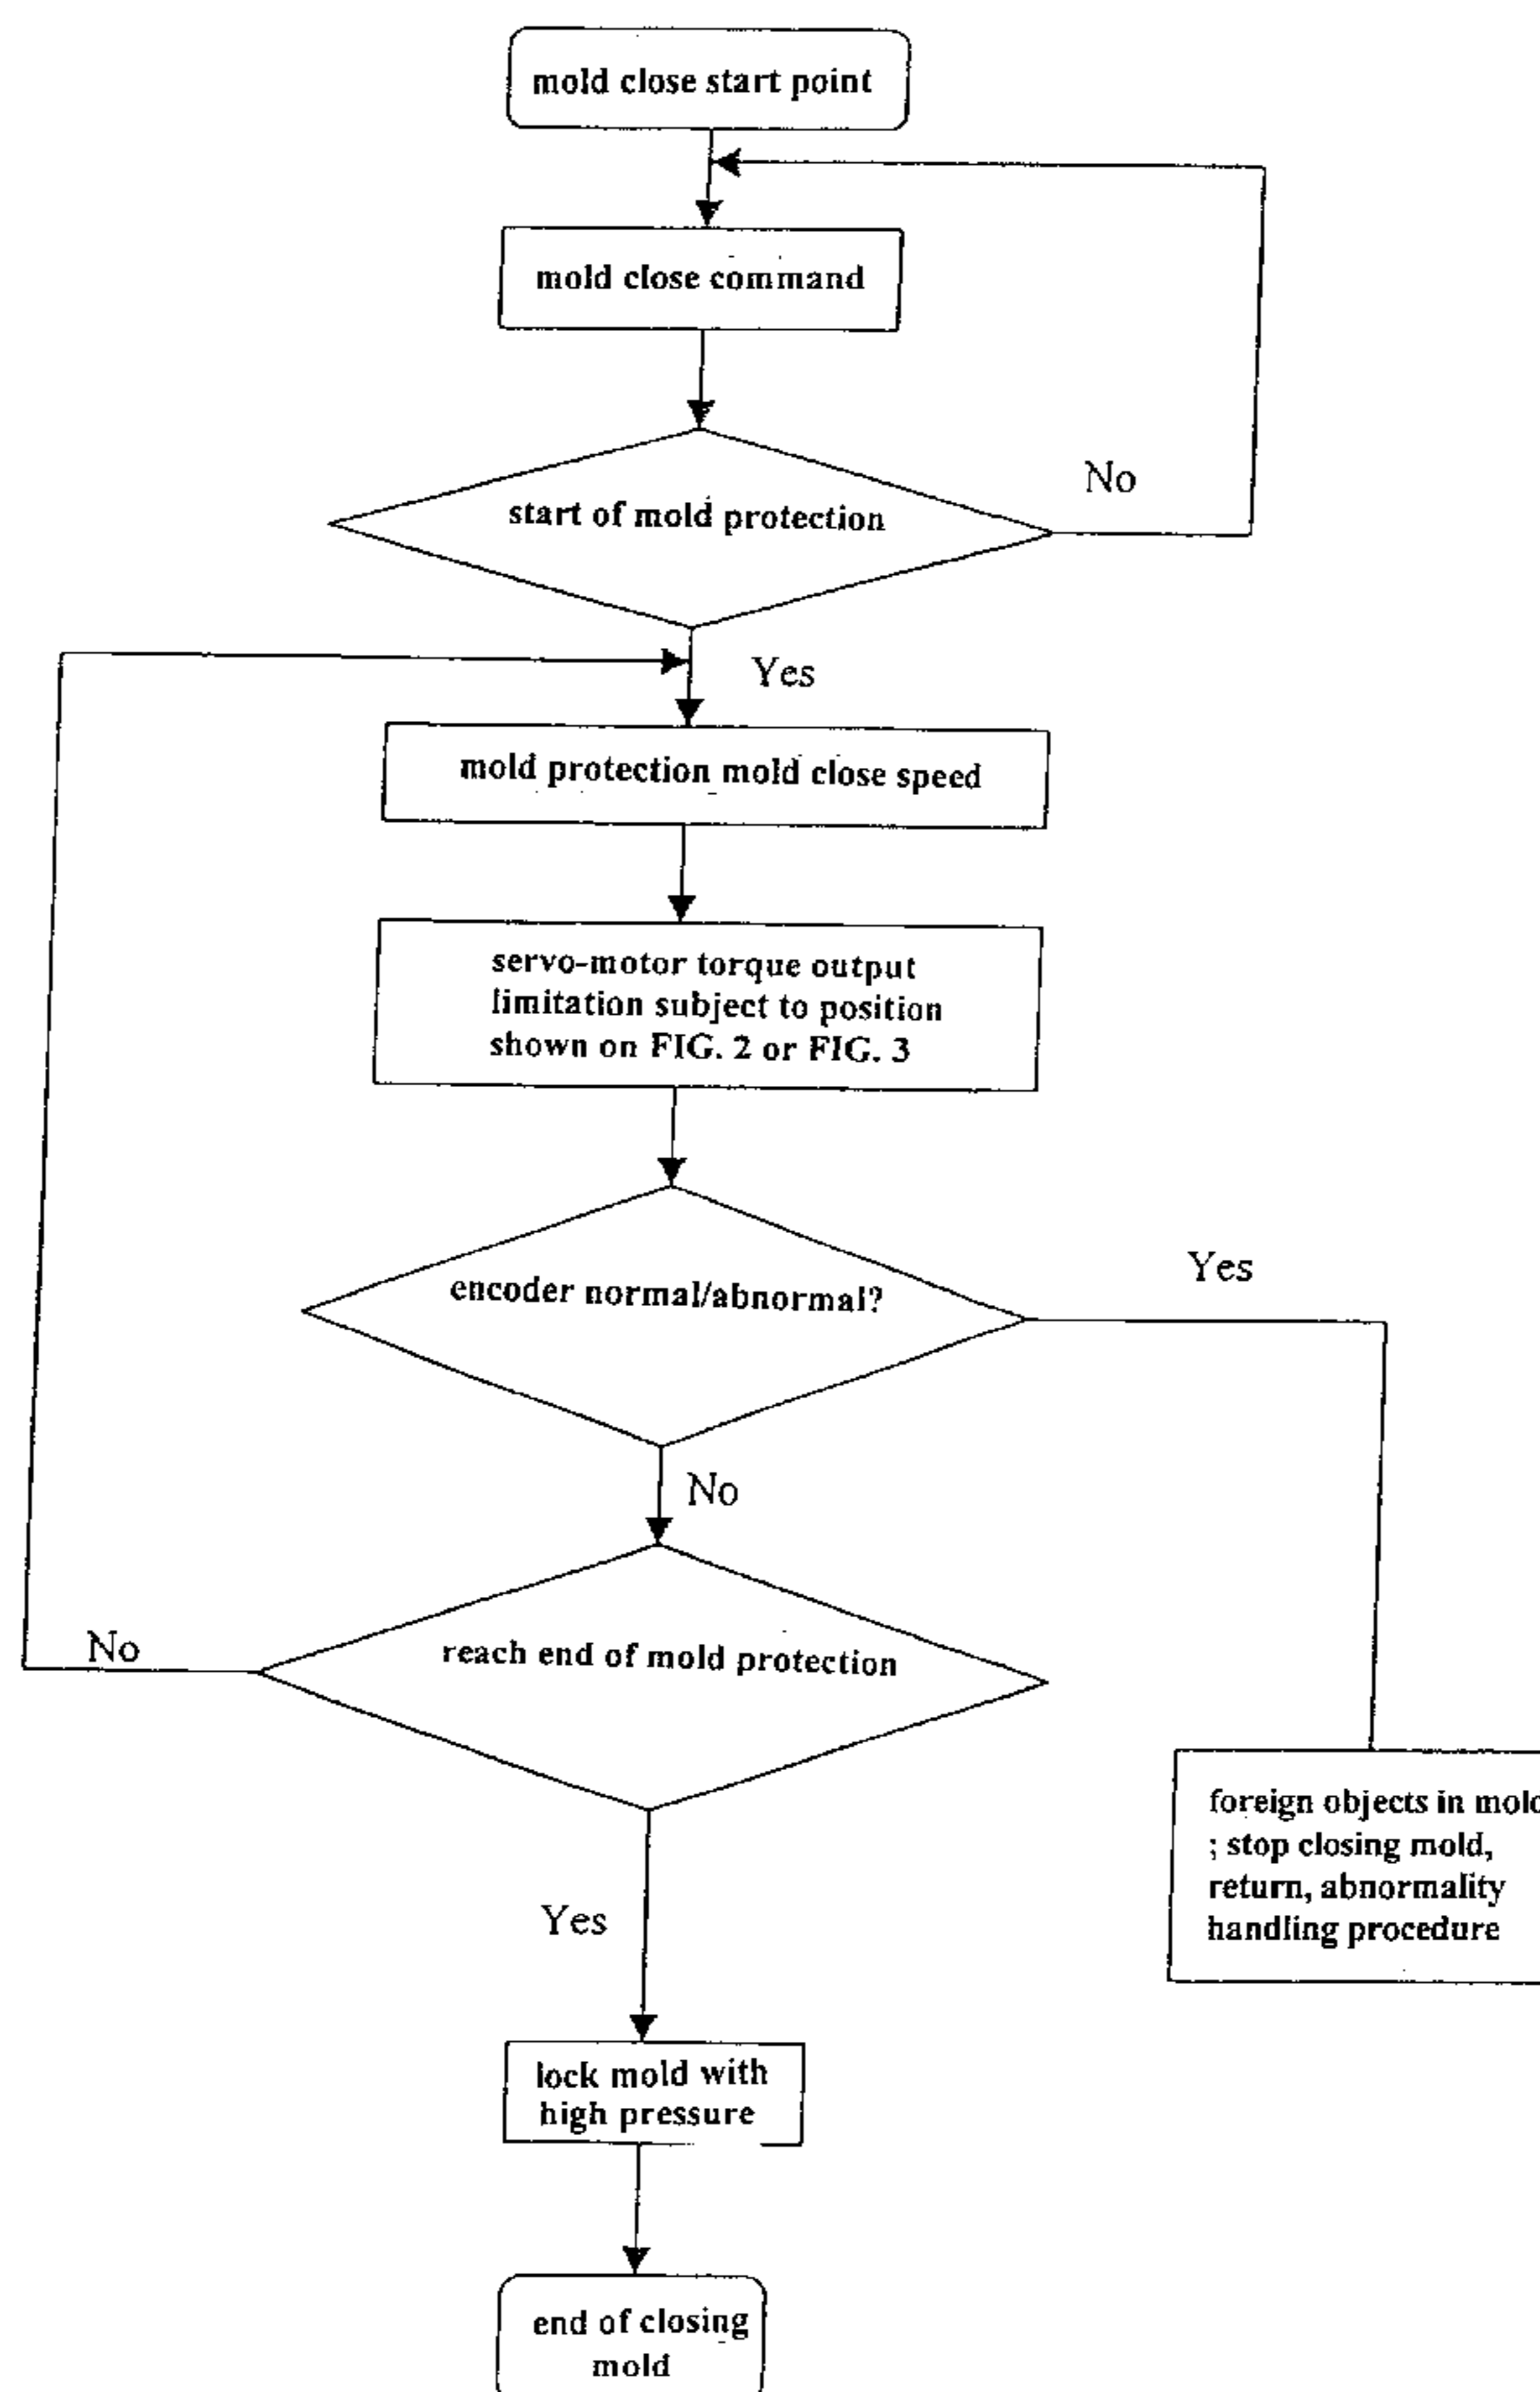 mold close start point
mold close command
start of mold protection
No
Yes
mold protection mold close speed
servo-motor torque output
limitation subject to position
shown on FIG. 2 or FIG. 3
encoder normal/abnormal?
Yes
No
reach end of mold protection
No
foreign objects in mold
; stop closing mold,
return, abnormality
handling procedure
Yes
lock mold with
high pressure
end of closing
mold